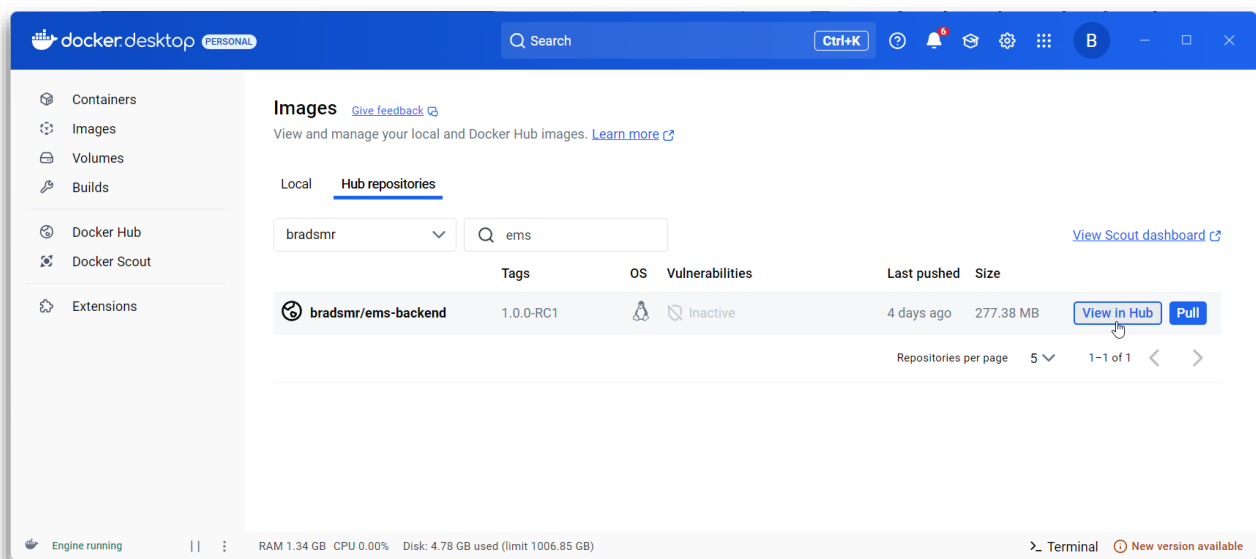 docker desktop PERSONAL Search Ctrl+K 6 B
Containers
Images
Volumes
Builds
Docker Hub
Docker Scout
Extensions
Images Give feedback
View and manage your local and Docker Hub images. Learn more
Local Hub repositories
bradsmr ems View Scout dashboard
Tags OS Vulnerabilities Last pushed Size
bradsmr/ems-backend 1.0.0-RC1 Inactive 4 days ago 277.38 MB View in Hub Pull
Repositories per page 5 1–1 of 1
Engine running RAM 1.34 GB CPU 0.00% Disk: 4.78 GB used (limit 1006.85 GB) Terminal New version available